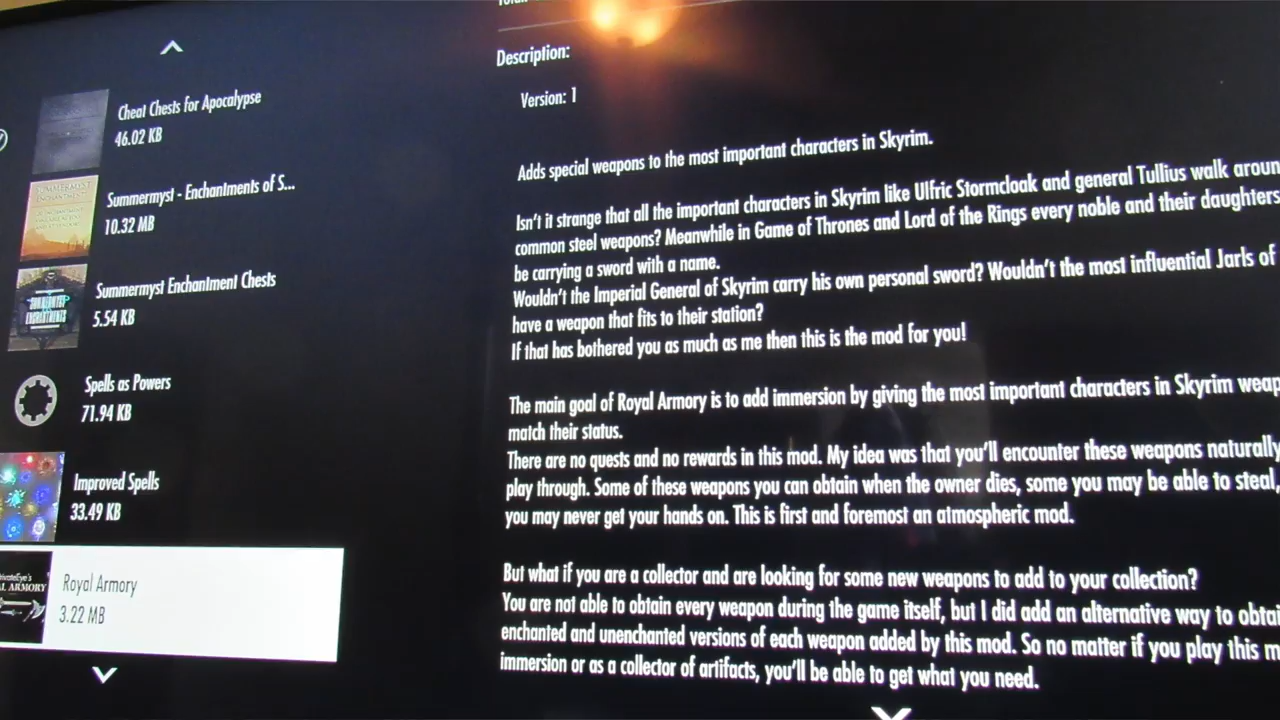 Cheat Chests for Apocalypse
46.02 KB
Summermyst - Enchantments of S...
10.32 MB
SUMMERMYST
Summermyst Enchantment Chests
5.54 KB
SUMMERMYST
ENCHANTMENTS
Spells as Powers
71.94 KB
Improved Spells
33.49 KB
Royal Armory
3.22 MB
ARMORY
Description:
Version: 1
Adds special weapons to the most important characters in Skyrim.
Isn't it strange that all the important characters in Skyrim like Ulfric Stormcloak and general Tullius walk aroun
common steel weapons? Meanwhile in Game of Thrones and Lord of the Rings every noble and their daughters
be carrying a sword with a name.
Wouldn't the Imperial General of Skyrim carry his own personal sword? Wouldn't the most influential Jarls of
have a weapon that fits to their station?
If that has bothered you as much as me then this is the mod for you!
The main goal of Royal Armory is to add immersion by giving the most important characters in Skyrim weap
match their status.
There are no quests and no rewards in this mod. My idea was that you'll encounter these weapons naturally
play through. Some of these weapons you can obtain when the owner dies, some you may be able to steal,
you may never get your hands on. This is first and foremost an atmospheric mod.
But what if you are a collector and are looking for some new weapons to add to your collection?
You are not able to obtain every weapon during the game itself, but I did add an alternative way to obtai
enchanted and unenchanted versions of each weapon added by this mod. So no matter if you play this m
immersion or as a collector of artifacts, you'll be able to get what you need.